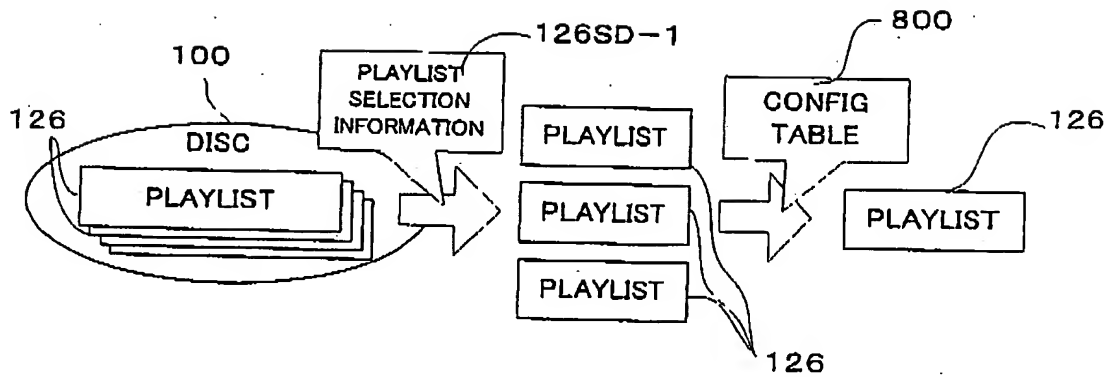 126SD-1
800
100
PLAYLIST
SELECTION
INFORMATION
CONFIG
TABLE
126
DISC
PLAYLIST
126
PLAYLIST
PLAYLIST
PLAYLIST
PLAYLIST
126